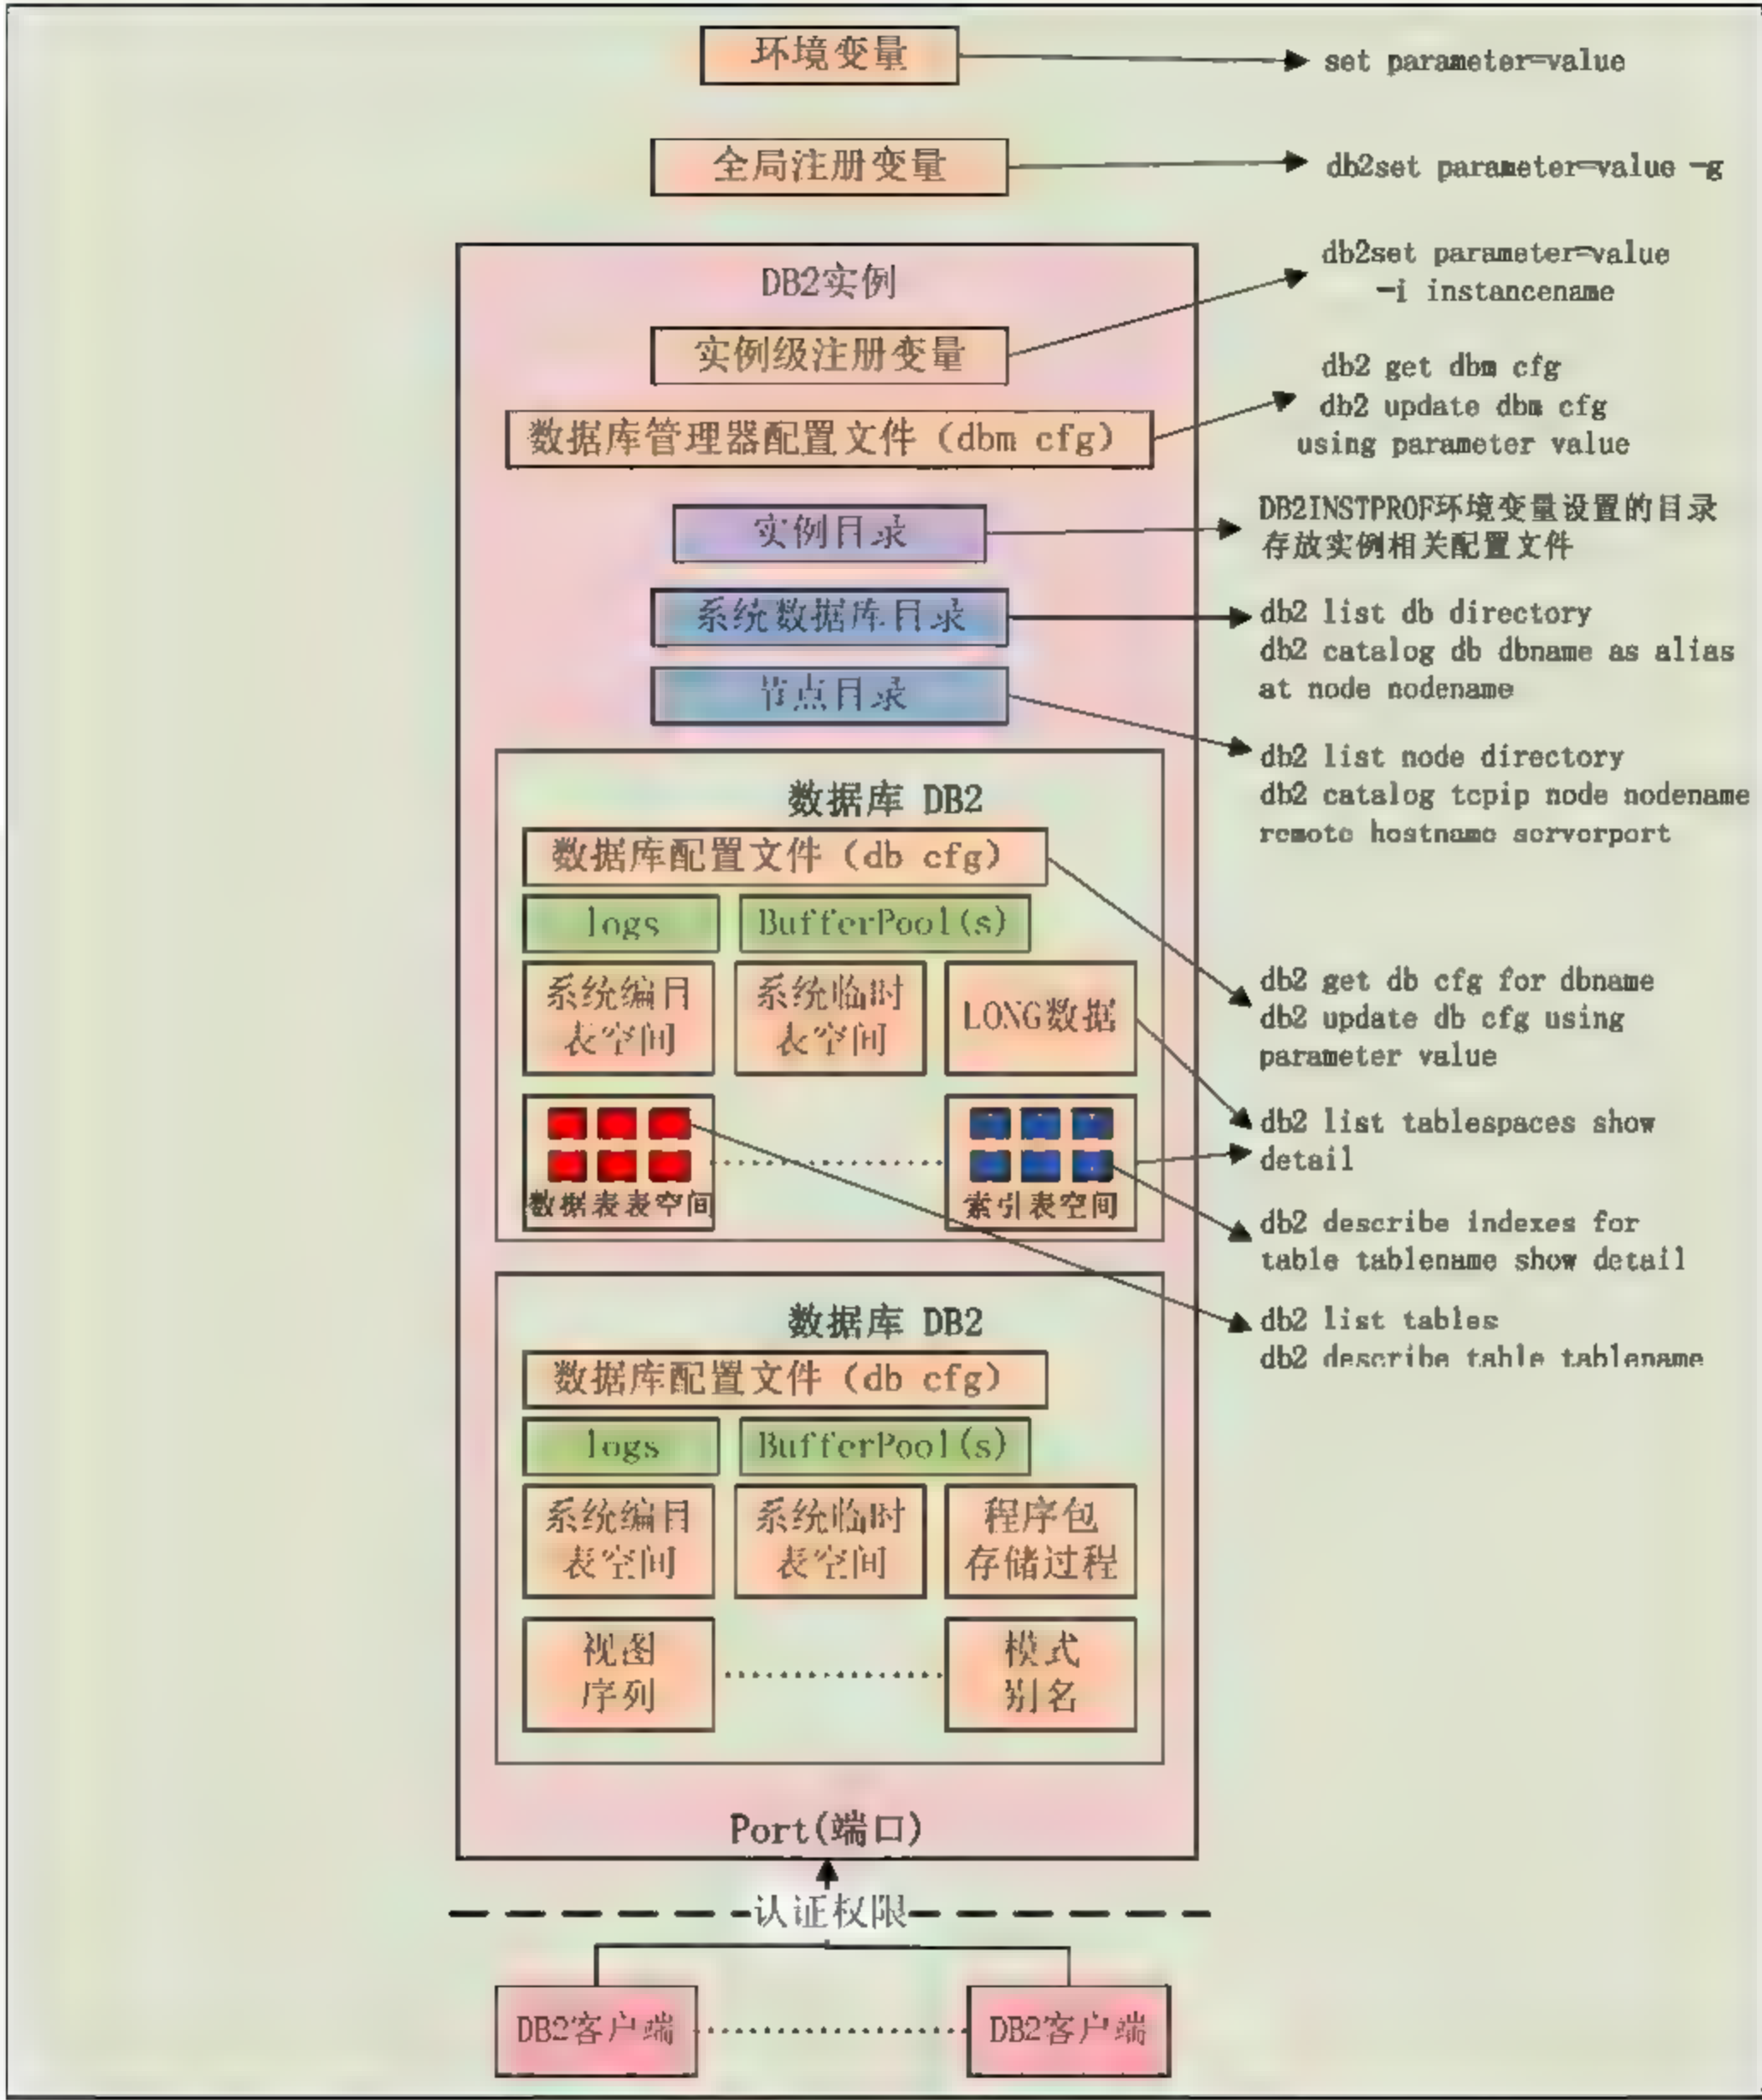 环境变量
set parameter=value
全局注册变量
db2set parameter=value -g
DB2实例
实例级注册变量
db2set parameter=value
-i instancename
数据库管理器配置文件（dbm cfg）
db2 get dbm cfg
db2 update dbm cfg
using parameter value
实例目录
DB2INSTPROF环境变量设置的目录
存放实例相关配置文件
系统数据库目录
db2 list db directory
db2 catalog db dbname as alias
at node nodename
节点目录
db2 list node directory
db2 catalog tcpip node nodename
remote hostname serverport
数据库 DB2
数据库配置文件（db cfg）
logs
BufferPool(s)
系统编目
表空间
系统临时
表空间
LONG数据
db2 get db cfg for dbname
db2 update db cfg using
parameter value
数据表表空间
索引表空间
db2 list tablespaces show
detail
db2 describe indexes for
table tablename show detail
db2 list tables
db2 describe table tablename
数据库 DB2
数据库配置文件（db cfg）
logs
BufferPool(s)
系统编目
表空间
系统临时
表空间
程序包
存储过程
视图
序列
模式
别名
Port(端口)
认证权限
DB2客户端
DB2客户端